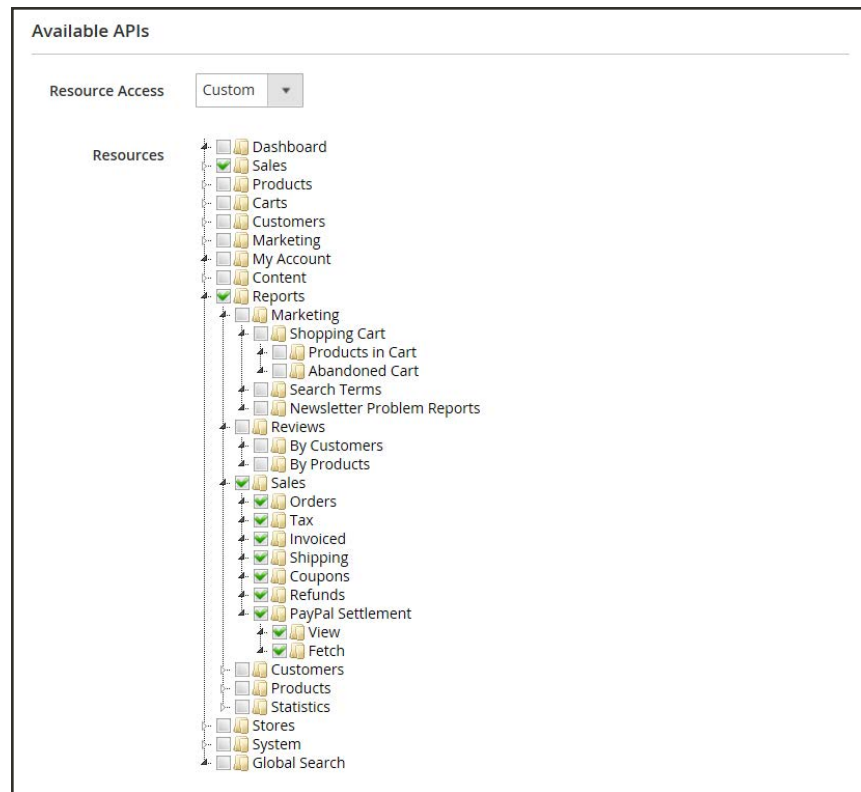 Available APIs
Resource Access Custom
Resources
Dashboard
Sales
Products
Carts
Customers
Marketing
My Account
Content
Reports
Marketing
Shopping Cart
Products in Cart
Abandoned Cart
Search Terms
Newsletter Problem Reports
Reviews
By Customers
By Products
Sales
Orders
Tax
Invoiced
Shipping
Coupons
Refunds
PayPal Settlement
View
Fetch
Customers
Products
Statistics
Stores
System
Global Search